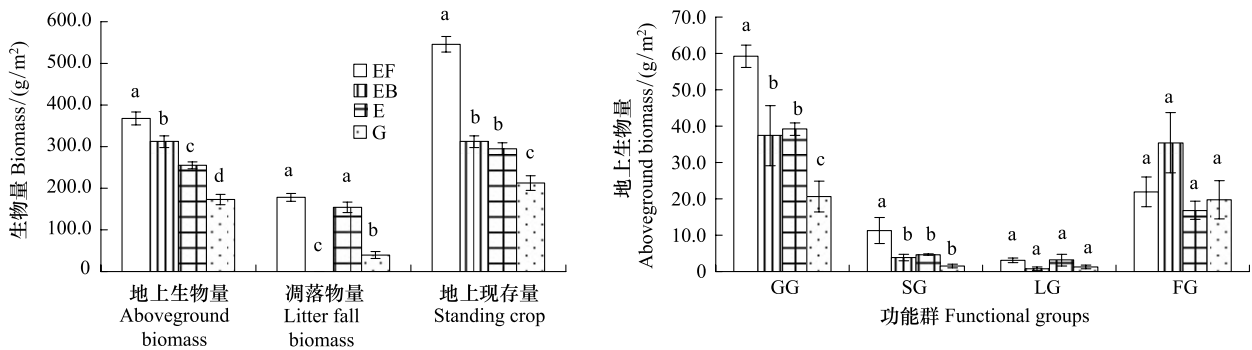 生物量 Biomass/(g/m²)
600.0
500.0
400.0
300.0
200.0
100.0
0
a
b
c
d
a
c
a
b
a
b
b
c
EF
EB
E
G
地上生物量
Aboveground
biomass
凋落物量
Litter fall
biomass
地上现存量
Standing crop
地上生物量
Aboveground biomass/(g/m²)
70.0
60.0
50.0
40.0
30.0
20.0
10.0
0
a
b
b
c
a
b
b
b
a
a
a
a
a
a
a
a
GG
SG
LG
FG
功能群 Functional groups